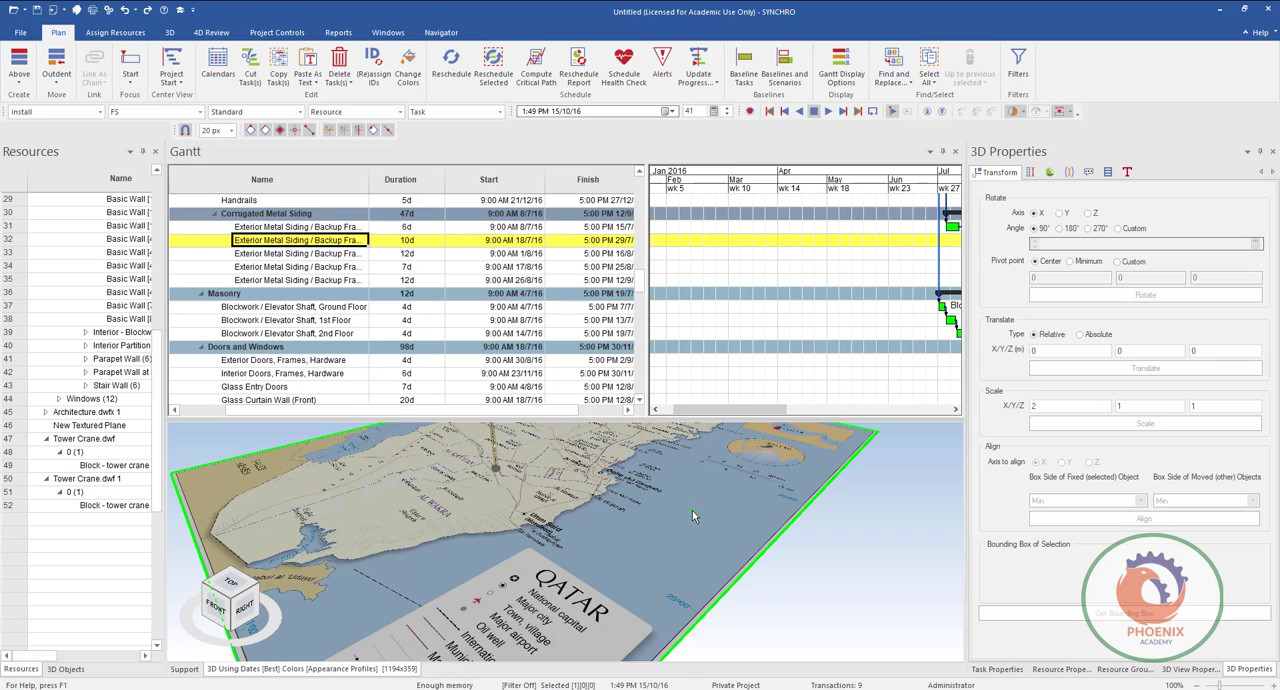 Untitled (Licensed for Academic Use Only) - SYNCHRO
File Plan Assign Resources 3D 4D Review Project Controls Reports Windows Navigator Help
Above Outdent Link As Chain Start Project Start Calendars Cut Task(s) Copy Task(s) Paste As Text Delete Task(s) (Re)assign IDs Change Colors Reschedule Reschedule Selected Compute Critical Path Reschedule Report Schedule Health Check Alerts Update Progress... Baseline Tasks Baselines and Scenarios Gantt Display Options Find and Replace... Select All Up to previous selected Filters
Create Move Link Focus Center View Edit Schedule Baselines Display Find/Select Filters
Install FS Standard Resource Task 1:49 PM 15/10/16 41
20 px
Resources Gantt 3D Properties
Name Name Duration Start Finish
Jan 2016 Apr Jul
Feb Mar May Jun
wk 5 wk 10 wk 14 wk 18 wk 23 wk 27
29 Basic Wall [
30 Basic Wall [
31 Basic Wall [
32 Basic Wall [
33 Basic Wall [
34 Basic Wall [
35 Basic Wall [
36 Basic Wall [
37 Basic Wall [
38 Basic Wall [
39 Interior - Blockw
40 Interior Partition
41 Parapet Wall (6)
42 Parapet Wall at
43 Stair Wall (6)
44 Windows (12)
45 Architecture.dwfx 1
46 New Textured Plane
47 Tower Crane.dwf
48 0 (1)
49 Block - tower crane
50 Tower Crane.dwf 1
51 0 (1)
52 Block - tower crane
Handrails 5d 9:00 AM 21/12/16 5:00 PM 27/12
Corrugated Metal Siding 47d 9:00 AM 8/7/16 5:00 PM 12/9/
Exterior Metal Siding / Backup Fra... 6d 9:00 AM 8/7/16 5:00 PM 15/7/
Exterior Metal Siding / Backup Fra... 10d 9:00 AM 18/7/16 5:00 PM 29/7/
Exterior Metal Siding / Backup Fra... 12d 9:00 AM 1/8/16 5:00 PM 16/8/
Exterior Metal Siding / Backup Fra... 7d 9:00 AM 17/8/16 5:00 PM 25/8/
Exterior Metal Siding / Backup Fra... 12d 9:00 AM 26/8/16 5:00 PM 12/9/
Masonry 12d 9:00 AM 4/7/16 5:00 PM 19/7/
Blockwork / Elevator Shaft, Ground Floor 4d 9:00 AM 4/7/16 5:00 PM 7/7/
Blockwork / Elevator Shaft, 1st Floor 4d 9:00 AM 8/7/16 5:00 PM 13/7/
Blockwork / Elevator Shaft, 2nd Floor 4d 9:00 AM 14/7/16 5:00 PM 19/7/
Doors and Windows 98d 9:00 AM 18/7/16 5:00 PM 30/11/
Exterior Doors, Frames, Hardware 4d 9:00 AM 30/8/16 5:00 PM 2/9/
Interior Doors, Frames, Hardware 6d 9:00 AM 23/11/16 5:00 PM 30/11/
Glass Entry Doors 7d 9:00 AM 4/8/16 5:00 PM 12/8/
Glass Curtain Wall (Front) 20d 9:00 AM 18/7/16 5:00 PM 12/8/
Blo
Transform
Rotate
Axis X Y Z
Angle 90° 180° 270° Custom
Pivot point Center Minimum Custom
0 0 0
Rotate
Translate
Type Relative Absolute
X/Y/Z (m) 0 0 0
Translate
Scale
X/Y/Z 2 1 1
Scale
Align
Axis to align X Y Z
Box Side of Fixed (selected) Object Box Side of Moved (other) Objects
Min Min
Align
Bounding Box of Selection
Get Bounding Box
PHOENIX
ACADEMY
QATAR
National capital
Major city
Town, village
Major airport
Oil well
TOP
FRONT RIGHT
Resources 3D Objects Support 3D Using Dates [Best] Colors [Appearance Profiles] [1194x359] Task Properties Resource Prope... Resource Grou... 3D View Proper... 3D Properties
For Help, press F1 Enough memory [Filter Off] Selected [1][0][0] 1:49 PM 15/10/16 Private Project Transactions: 9 Administrator 100%